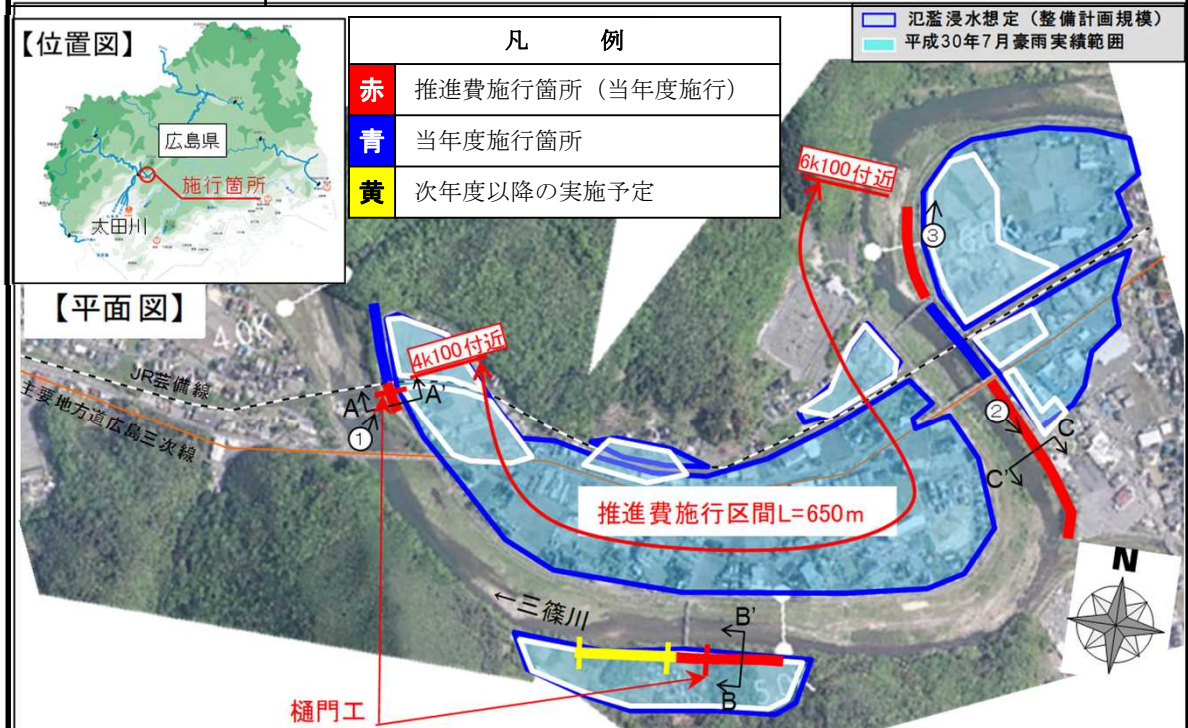 【位置図】
広島県
施行箇所
太田川
凡 例
赤 推進費施行箇所（当年度施行）
青 当年度施行箇所
黄 次年度以降の実施予定
氾濫浸水想定（整備計画規模）
平成30年7月豪雨実績範囲
【平面図】
4.0K
JR芸備線
主要地方道広島三次線
4k100付近
A A'
①
6k100付近
③
6.0K
②
C
C'
推進費施行区間L=650m
←三篠川
B'
B
5.0K
樋門工
N